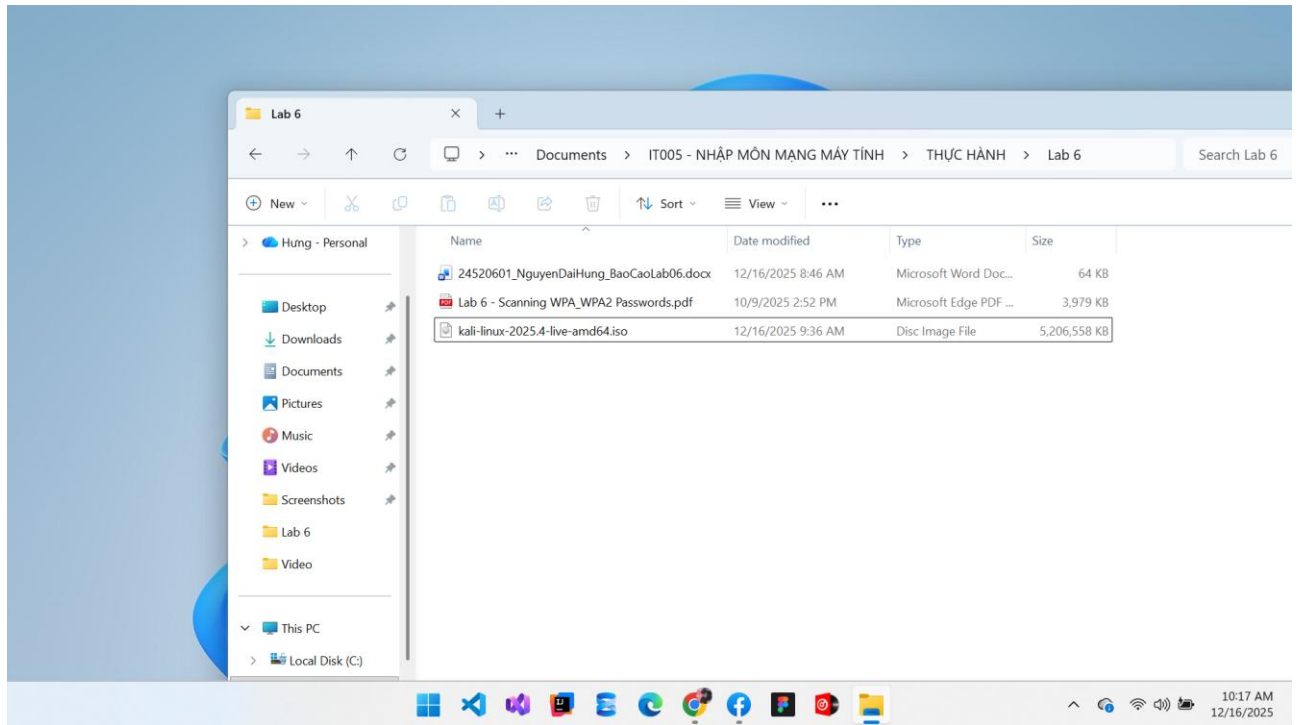 Lab 6
Documents > IT005 - NHẬP MÔN MẠNG MÁY TÍNH > THỰC HÀNH > Lab 6
Search Lab 6
New
Sort
View
Hưng - Personal
Desktop
Downloads
Documents
Pictures
Music
Videos
Screenshots
Lab 6
Video
This PC
Local Disk (C:)
Name Date modified Type Size
24520601_NguyenDaiHung_BaoCaoLab06.docx 12/16/2025 8:46 AM Microsoft Word Doc... 64 KB
Lab 6 - Scanning WPA_WPA2 Passwords.pdf 10/9/2025 2:52 PM Microsoft Edge PDF ... 3,979 KB
kali-linux-2025.4-live-amd64.iso 12/16/2025 9:36 AM Disc Image File 5,206,558 KB
10:17 AM
12/16/2025